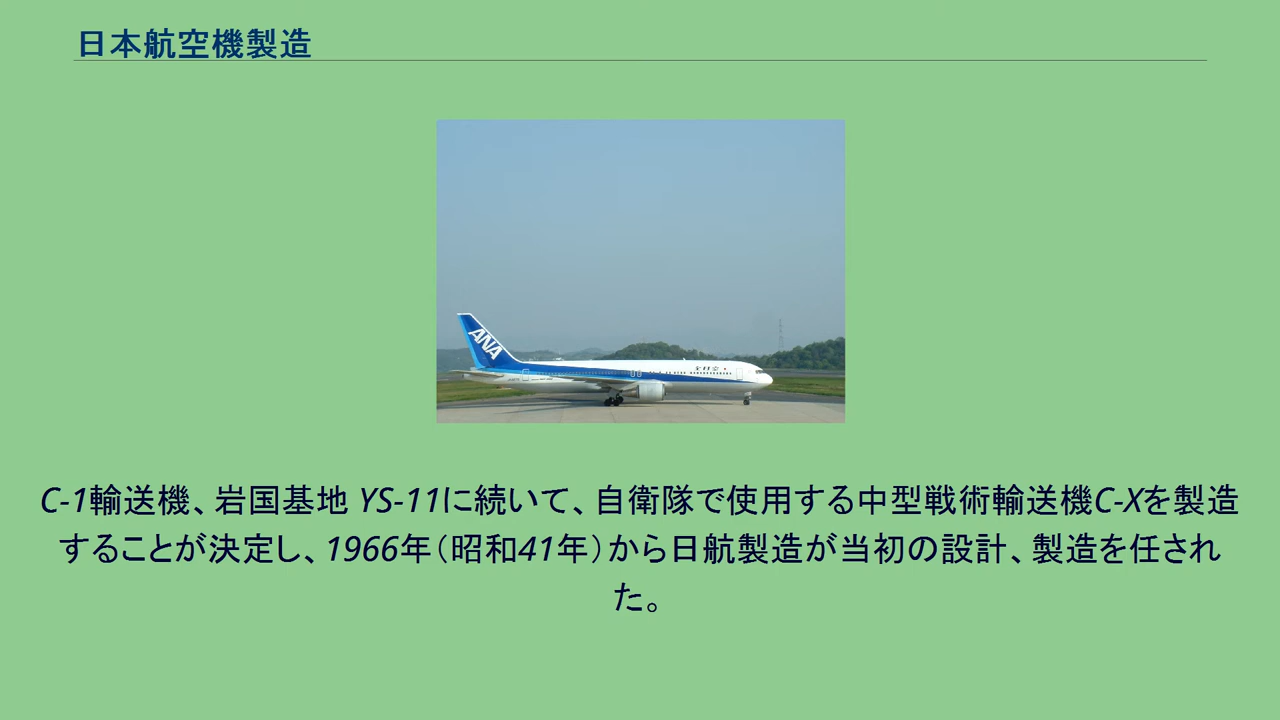 日本航空機製造
ANA
全日空
C-1輸送機、岩国基地 YS-11に続いて、自衛隊で使用する中型戦術輸送機C-Xを製造
することが決定し、1966年（昭和41年）から日航製造が当初の設計、製造を任され
た。